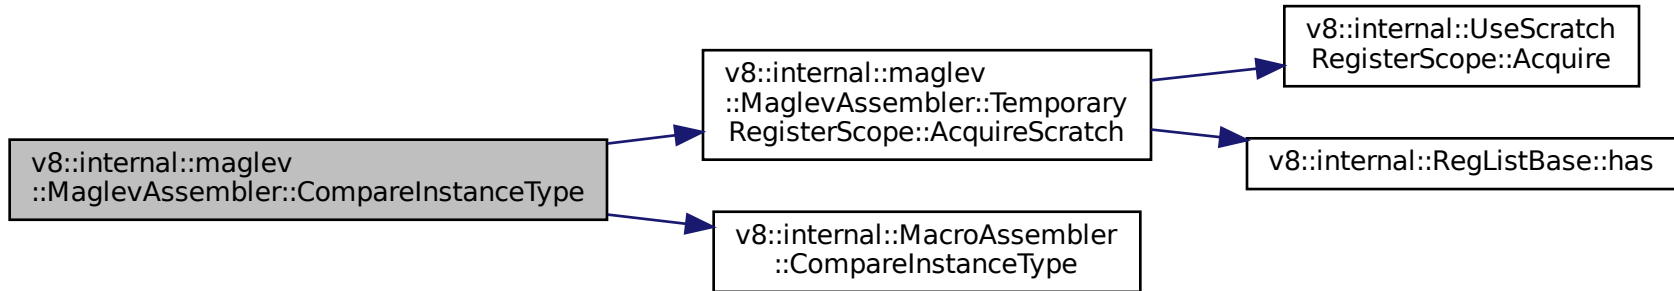 v8::internal::maglev
::MaglevAssembler::CompareInstanceType
v8::internal::maglev
::MaglevAssembler::Temporary
RegisterScope::AcquireScratch
v8::internal::UseScratch
RegisterScope::Acquire
v8::internal::RegListBase::has
v8::internal::MacroAssembler
::CompareInstanceType